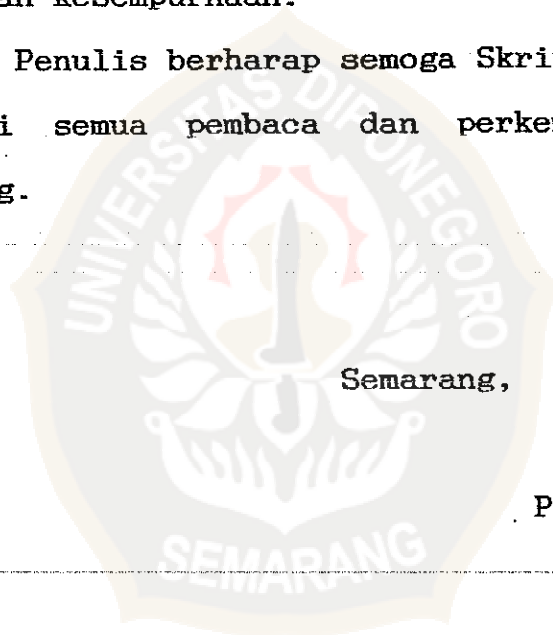 kesempurnaan.
Penulis berharap semoga Skri
i semua pembaca dan perke
g.
UNIVERSITAS DIPONEGORO
Semarang,
P
SEMARANG